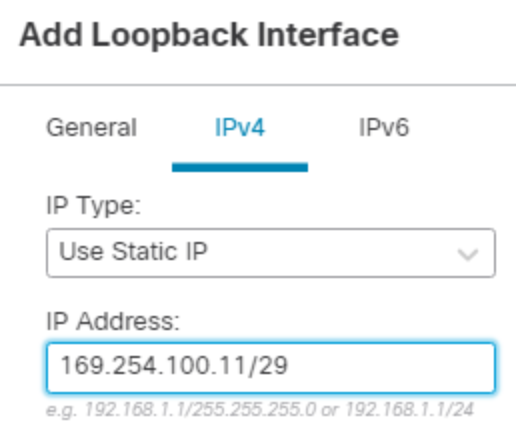 Add Loopback Interface
General IPv4 IPv6
IP Type:
Use Static IP
IP Address:
169.254.100.11/29
e.g. 192.168.1.1/255.255.255.0 or 192.168.1.1/24